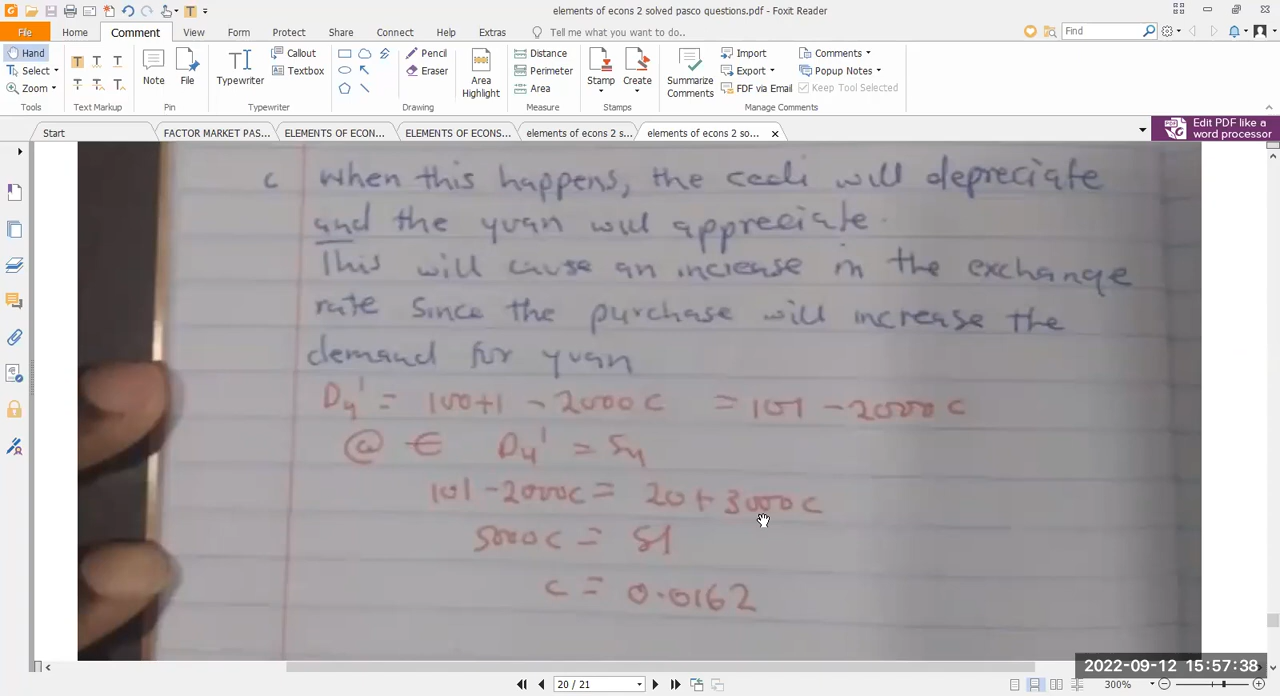 elements of econs 2 solved pasco questions.pdf - Foxit Reader
File Home Comment View Form Protect Share Connect Help Extras Tell me what you want to do... Find
Hand
Select
Zoom
Tools
Text Markup
Note
File
Pin
Typewriter
Callout
Textbox
Typewriter
Pencil
Eraser
Area Highlight
Drawing
Distance
Perimeter
Area
Measure
Stamp
Create
Stamps
Summarize Comments
Import
Export
FDF via Email
Comments
Popup Notes
Keep Tool Selected
Manage Comments
Start FACTOR MARKET PAS... ELEMENTS OF ECON... ELEMENTS OF ECONS... elements of econs 2 s... elements of econs 2 so...
Edit PDF like a
word processor
c When this happens, the cedi will depreciate
and the yuan will appreciate.
This will cause an increase in the exchange
rate since the purchase will increase the
demand for yuan
Dy' = 100+1 - 2000c = 101 - 2000c
@ € Dy' = Sy
101 - 2000c = 20 + 3000c
5000c = 81
c = 0.0162
20 / 21
300%
2022-09-12 15:57:38